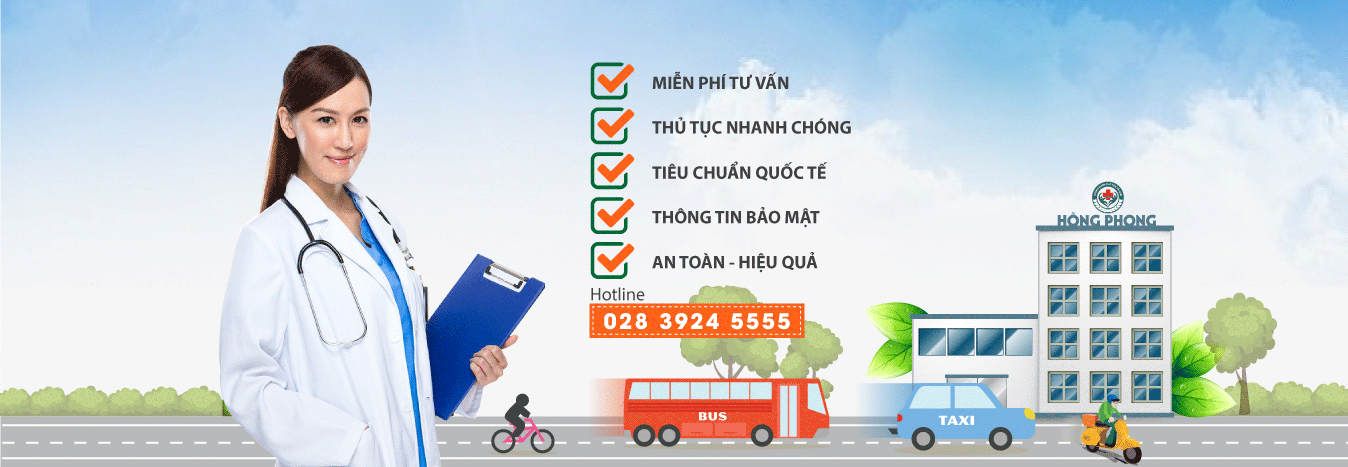 MIỄN PHÍ TƯ VẤN
THỦ TỤC NHANH CHÓNG
TIÊU CHUẨN QUỐC TẾ
THÔNG TIN BẢO MẬT
AN TOÀN - HIỆU QUẢ
Hotline
028 3924 5555
HỒNG PHONG
BUS
TAXI